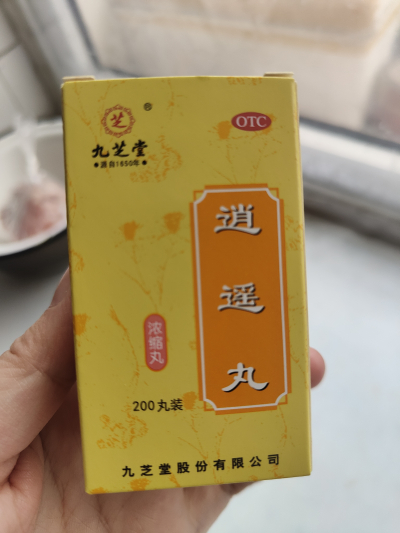 芝
®
九芝堂
●源自1650年●
OTC
逍遥丸
浓缩丸
200丸装
九芝堂股份有限公司